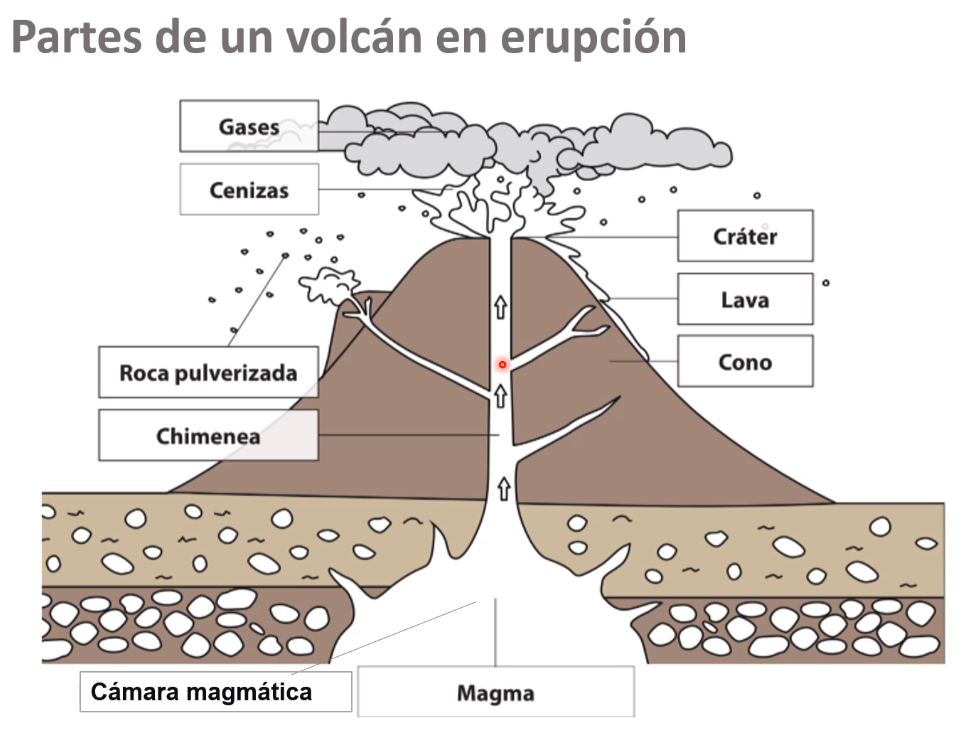 Partes de un volcán en erupción
Gases
Cenizas
Cráter
Lava
Cono
Roca pulverizada
Chimenea
Cámara magmática
Magma